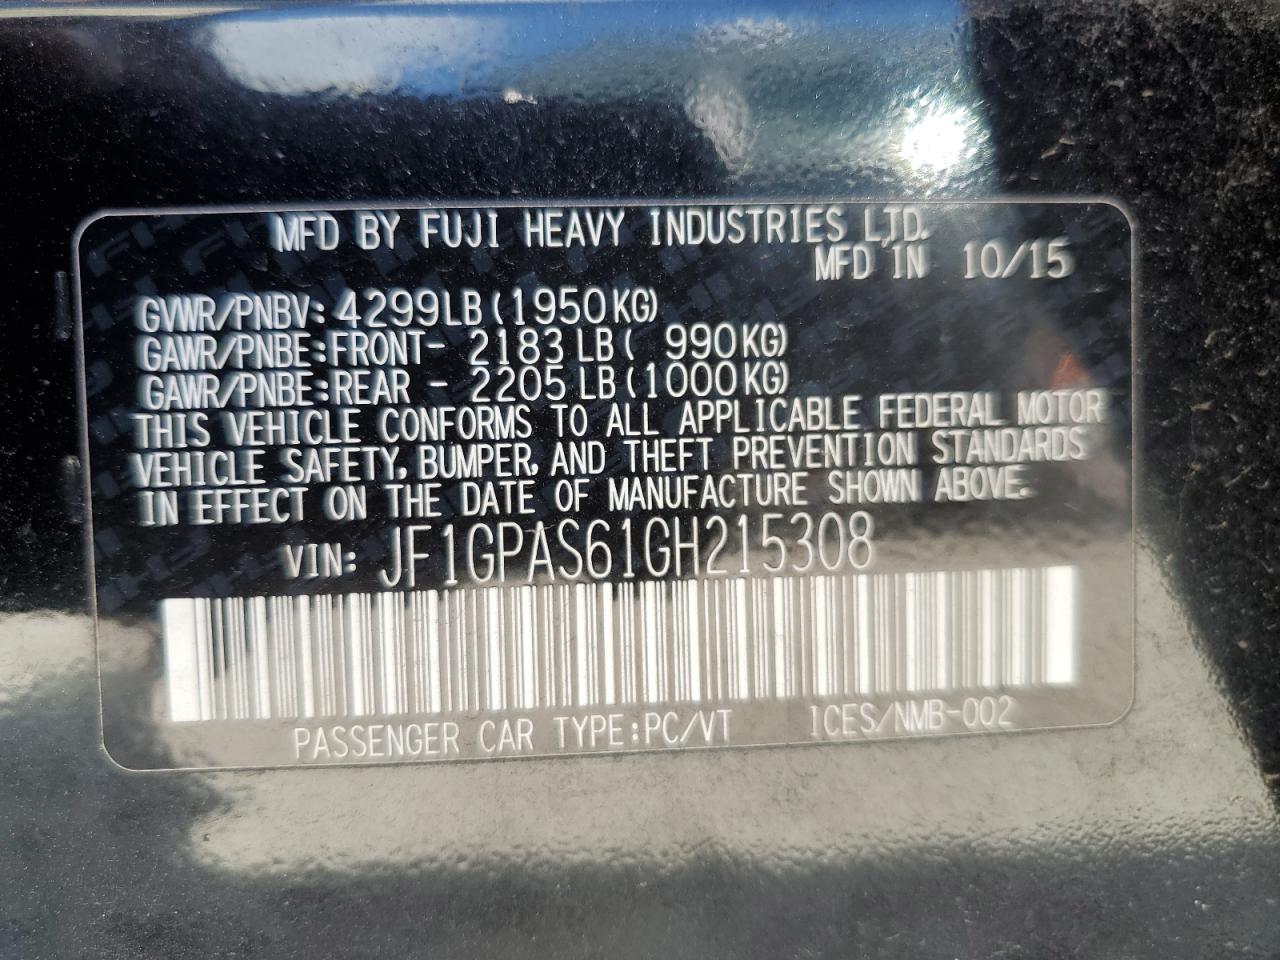 MFD BY FUJI HEAVY INDUSTRIES LTD.
MFD IN 10/15
GVWR/PNBV: 4299LB (1950KG)
GAWR/PNBE:FRONT- 2183 LB ( 990KG)
GAWR/PNBE:REAR - 2205 LB (1000KG)
THIS VEHICLE CONFORMS TO ALL APPLICABLE FEDERAL MOTOR
VEHICLE SAFETY, BUMPER, AND THEFT PREVENTION STANDARDS
IN EFFECT ON THE DATE OF MANUFACTURE SHOWN ABOVE.
VIN: JF1GPAS61GH215308
PASSENGER CAR TYPE:PC/VT ICES/NMB-002